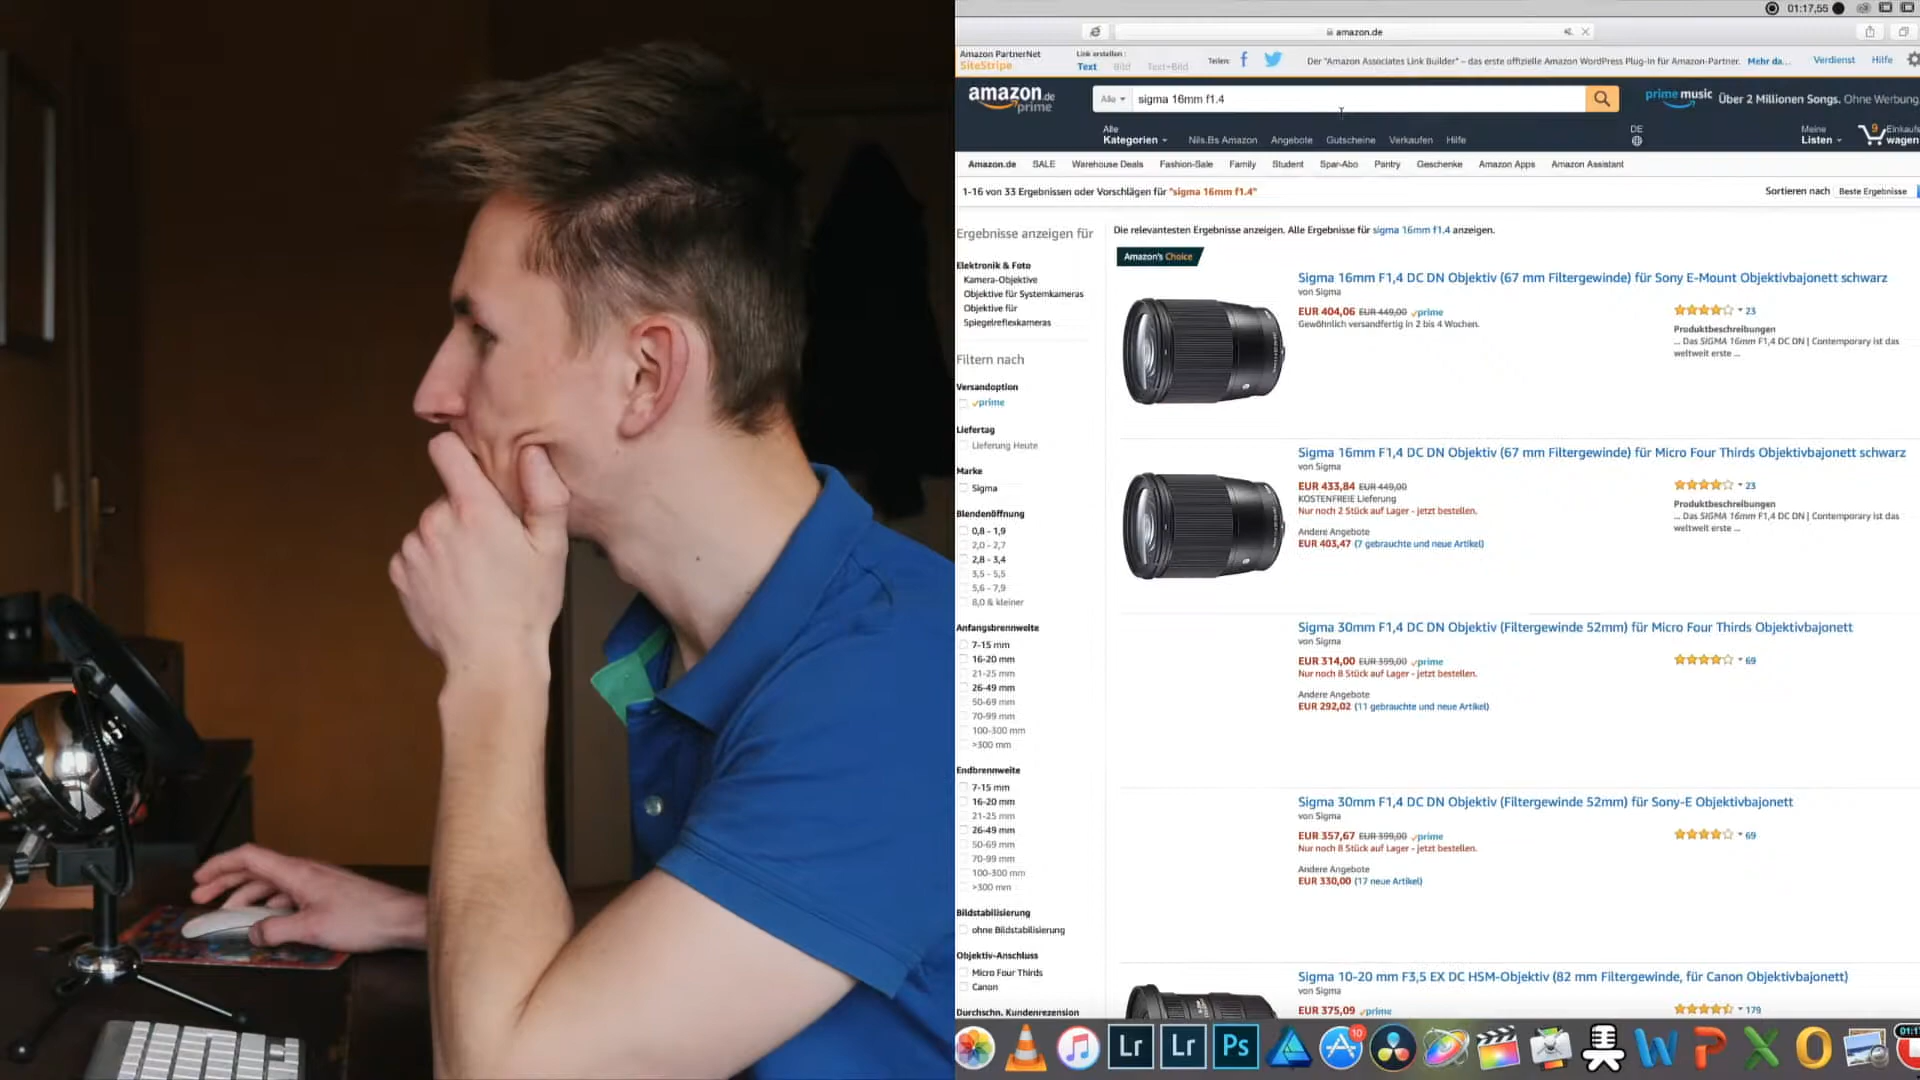 01:17,55
amazon.de
Amazon PartnerNet
SiteStripe
Link erstellen:
Text Bild Text+Bild
Teilen:
Der "Amazon Associates Link Builder" – das erste offizielle Amazon WordPress Plug-In für Amazon-Partner. Mehr da...
Verdienst Hilfe
amazon.de
prime
Alle
sigma 16mm f1.4
prime music Über 2 Millionen Songs. Ohne Werbung.
Alle
Kategorien
Nils.Bs Amazon Angebote Gutscheine Verkaufen Hilfe
DE
Meine
Listen
9
Einkaufs
wagen
Amazon.de SALE Warehouse Deals Fashion-Sale Family Student Spar-Abo Pantry Geschenke Amazon Apps Amazon Assistant
1-16 von 33 Ergebnissen oder Vorschlägen für "sigma 16mm f1.4"
Sortieren nach Beste Ergebnisse
Ergebnisse anzeigen für
Elektronik & Foto
Kamera-Objektive
Objektive für Systemkameras
Objektive für
Spiegelreflexkameras
Filtern nach
Versandoption
prime
Liefertag
Lieferung Heute
Marke
Sigma
Blendenöffnung
0,8 - 1,9
2,0 - 2,7
2,8 - 3,4
3,5 - 5,5
5,6 - 7,9
8,0 & kleiner
Anfangsbrennweite
7-15 mm
16-20 mm
21-25 mm
26-49 mm
50-69 mm
70-99 mm
100-300 mm
>300 mm
Endbrennweite
7-15 mm
16-20 mm
21-25 mm
26-49 mm
50-69 mm
70-99 mm
100-300 mm
>300 mm
Bildstabilisierung
ohne Bildstabilisierung
Objektiv-Anschluss
Micro Four Thirds
Canon
Durchschn. Kundenrezension
Die relevantesten Ergebnisse anzeigen. Alle Ergebnisse für sigma 16mm f1.4 anzeigen.
Amazon's Choice
Sigma 16mm F1,4 DC DN Objektiv (67 mm Filtergewinde) für Sony E-Mount Objektivbajonett schwarz
von Sigma
EUR 404,06 EUR 449,00 prime
Gewöhnlich versandfertig in 2 bis 4 Wochen.
23
Produktbeschreibungen
... Das SIGMA 16mm F1,4 DC DN | Contemporary ist das
weltweit erste ...
Sigma 16mm F1,4 DC DN Objektiv (67 mm Filtergewinde) für Micro Four Thirds Objektivbajonett schwarz
von Sigma
EUR 433,84 EUR 449,00
KOSTENFREIE Lieferung
Nur noch 2 Stück auf Lager - jetzt bestellen.
Andere Angebote
EUR 403,47 (7 gebrauchte und neue Artikel)
23
Produktbeschreibungen
... Das SIGMA 16mm F1,4 DC DN | Contemporary ist das
weltweit erste ...
Sigma 30mm F1,4 DC DN Objektiv (Filtergewinde 52mm) für Micro Four Thirds Objektivbajonett
von Sigma
EUR 314,00 EUR 399,00 prime
Nur noch 8 Stück auf Lager - jetzt bestellen.
Andere Angebote
EUR 292,02 (11 gebrauchte und neue Artikel)
69
Sigma 30mm F1,4 DC DN Objektiv (Filtergewinde 52mm) für Sony-E Objektivbajonett
von Sigma
EUR 357,67 EUR 399,00 prime
Nur noch 8 Stück auf Lager - jetzt bestellen.
Andere Angebote
EUR 330,00 (17 neue Artikel)
69
Sigma 10-20 mm F3,5 EX DC HSM-Objektiv (82 mm Filtergewinde, für Canon Objektivbajonett)
von Sigma
EUR 375,09 prime
179
Lr Lr Ps 10 W P X O